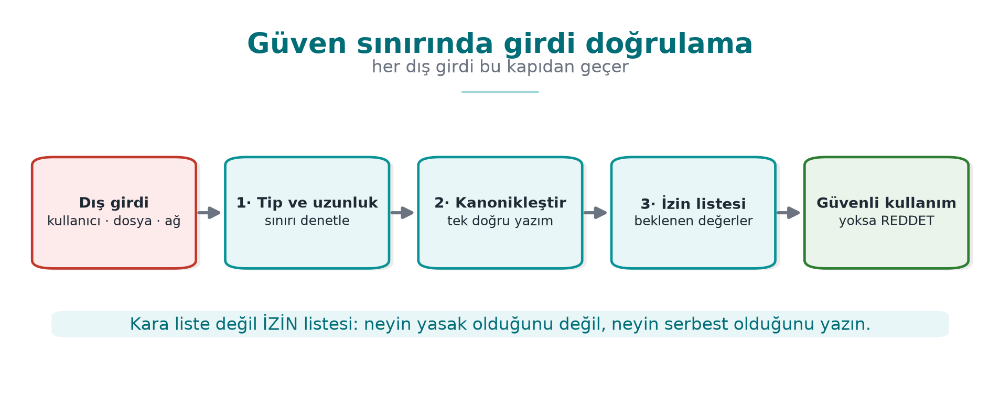 Güven sınırında girdi doğrulama
her dış girdi bu kapıdan geçer
Dış girdi
kullanıcı · dosya · ağ
1· Tip ve uzunluk
sınırı denetle
2· Kanonikleştir
tek doğru yazım
3· İzin listesi
beklenen değerler
Güvenli kullanım
yoksa REDDET
Kara liste değil İZİN listesi: neyin yasak olduğunu değil, neyin serbest olduğunu yazın.